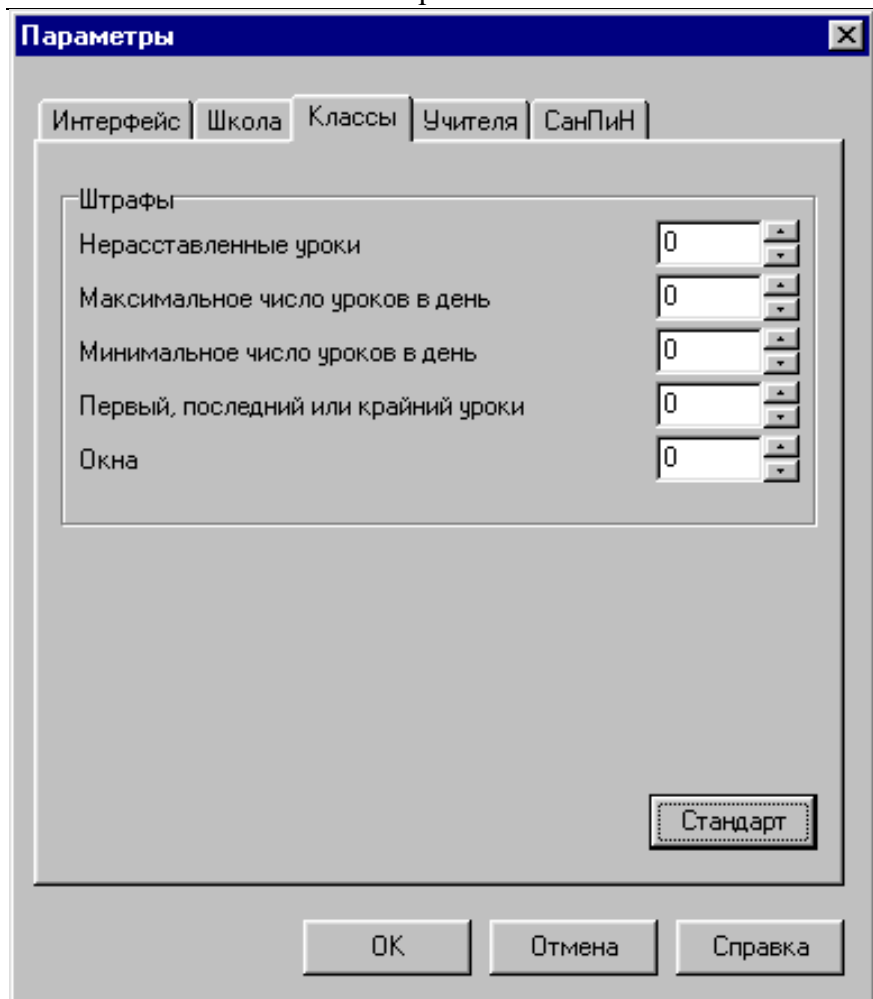 Параметры
Интерфейс Школа Классы Учителя СанПиН
Штрафы
Нерасставленные уроки 0
Максимальное число уроков в день 0
Минимальное число уроков в день 0
Первый, последний или крайний уроки 0
Окна 0
Стандарт
OK Отмена Справка